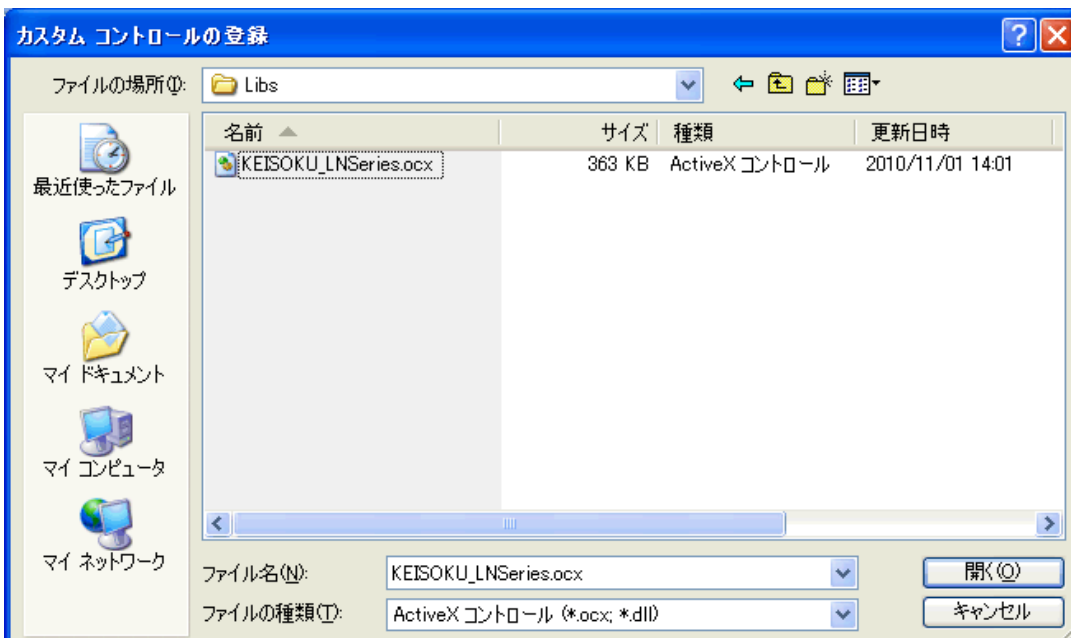 カスタム コントロールの登録
ファイルの場所(I):
Libs
最近使ったファイル
デスクトップ
マイ ドキュメント
マイ コンピュータ
マイ ネットワーク
名前 サイズ 種類 更新日時
KEISOKU_LNSeries.ocx 363 KB ActiveX コントロール 2010/11/01 14:01
ファイル名(N): KEISOKU_LNSeries.ocx 開く(O)
ファイルの種類(T): ActiveX コントロール (*.ocx; *.dll) キャンセル